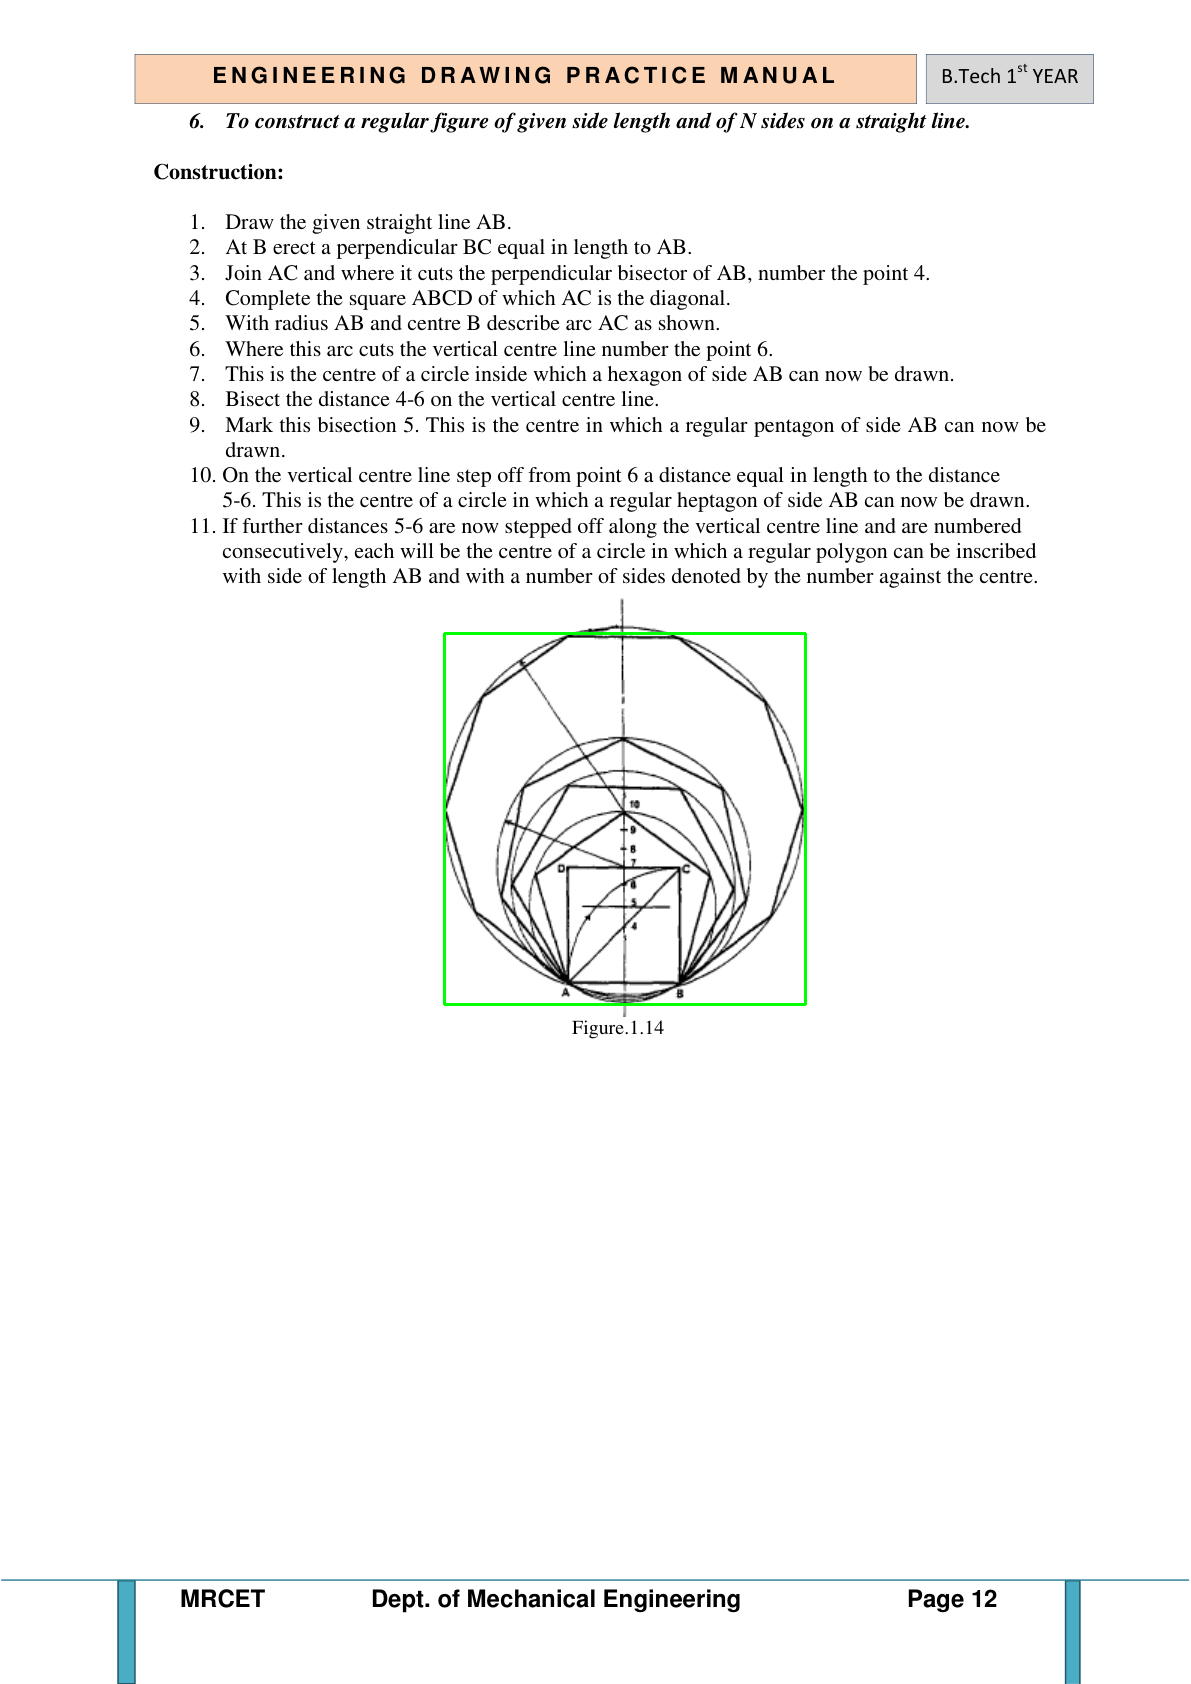 ENGINEERING DRAWING PRACTICE MANUAL
B.Tech 1st YEAR
6. To construct a regular figure of given side length and of N sides on a straight line.
Construction:
1. Draw the given straight line AB.
2. At B erect a perpendicular BC equal in length to AB.
3. Join AC and where it cuts the perpendicular bisector of AB, number the point 4.
4. Complete the square ABCD of which AC is the diagonal.
5. With radius AB and centre B describe arc AC as shown.
6. Where this arc cuts the vertical centre line number the point 6.
7. This is the centre of a circle inside which a hexagon of side AB can now be drawn.
8. Bisect the distance 4-6 on the vertical centre line.
9. Mark this bisection 5. This is the centre in which a regular pentagon of side AB can now be
drawn.
10. On the vertical centre line step off from point 6 a distance equal in length to the distance
5-6. This is the centre of a circle in which a regular heptagon of side AB can now be drawn.
11. If further distances 5-6 are now stepped off along the vertical centre line and are numbered
consecutively, each will be the centre of a circle in which a regular polygon can be inscribed
with side of length AB and with a number of sides denoted by the number against the centre.
10
9
8
7
D C
6
5
4
A B
Figure.1.14
MRCET Dept. of Mechanical Engineering Page 12